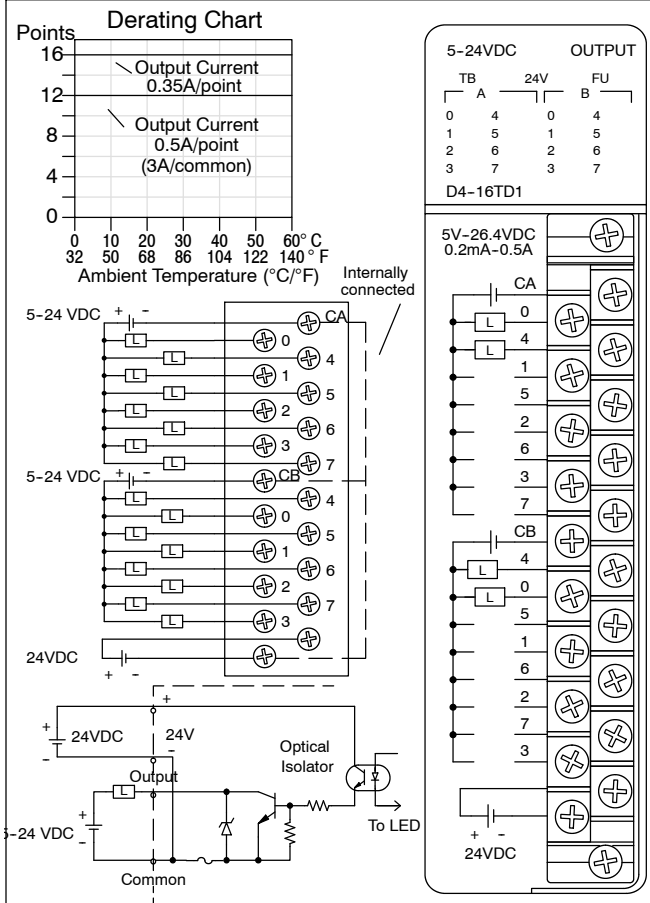 Derating Chart
Points
16
12
8
4
0
Output Current
0.35A/point
Output Current
0.5A/point
(3A/common)
0 10 20 30 40 50 60°C
32 50 68 86 104 122 140°F
Ambient Temperature (°C/°F)
Internally
connected
5-24 VDC
+ -
CA
L
0
L
4
L
1
L
5
L
2
L
6
L
3
L
7
5-24 VDC
+ -
CB
L
4
L
0
L
5
L
1
L
6
L
2
L
7
L
3
24VDC
+ -
+
24VDC
-
+
24V
-
Optical
Isolator
Output
L
To LED
5-24 VDC
+
-
Common
5-24VDC OUTPUT
TB 24V FU
A B
0 4 0 4
1 5 1 5
2 6 2 6
3 7 3 7
D4-16TD1
5V-26.4VDC
0.2mA-0.5A
CA
L
0
L
4
1
5
2
6
3
7
CB
L
4
L
0
5
1
6
2
7
3
+ -
24VDC